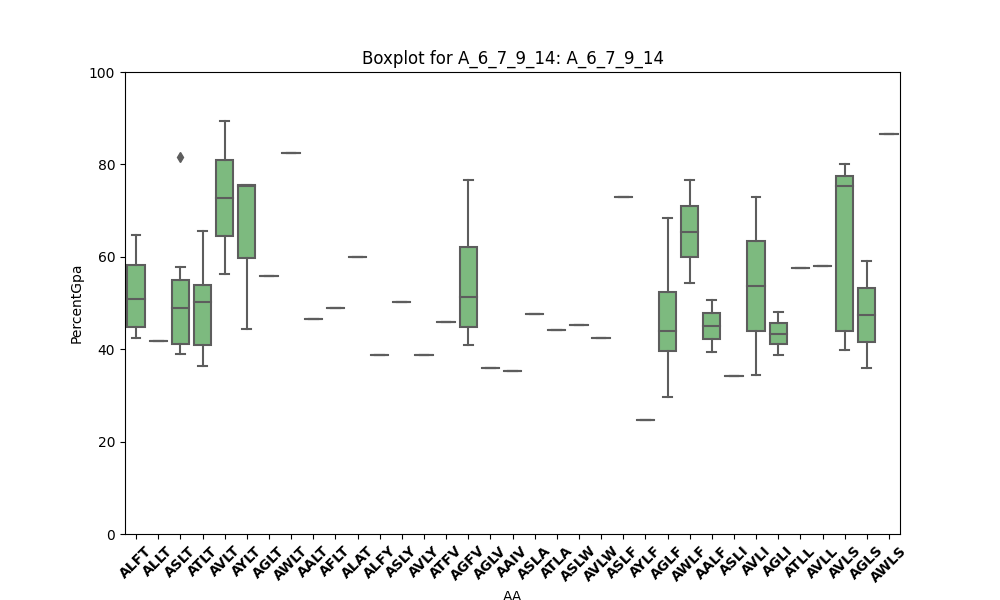 Boxplot for A_6_7_9_14: A_6_7_9_14
PercentGpa
100
80
60
40
20
0
ALFT ALLT ASLT ATLT AVLT AYLT AGLT AWLT AALT AFLT ALAT ALFY ASLY AVLY ATFV AGFV AGLV AAIV ASLA ATLA ASLW AVLW ASLF AYLF AGLF AWLF AALF ASLI AVLI AGLI ATLL AVLL AVLS AGLS AWLS
AA